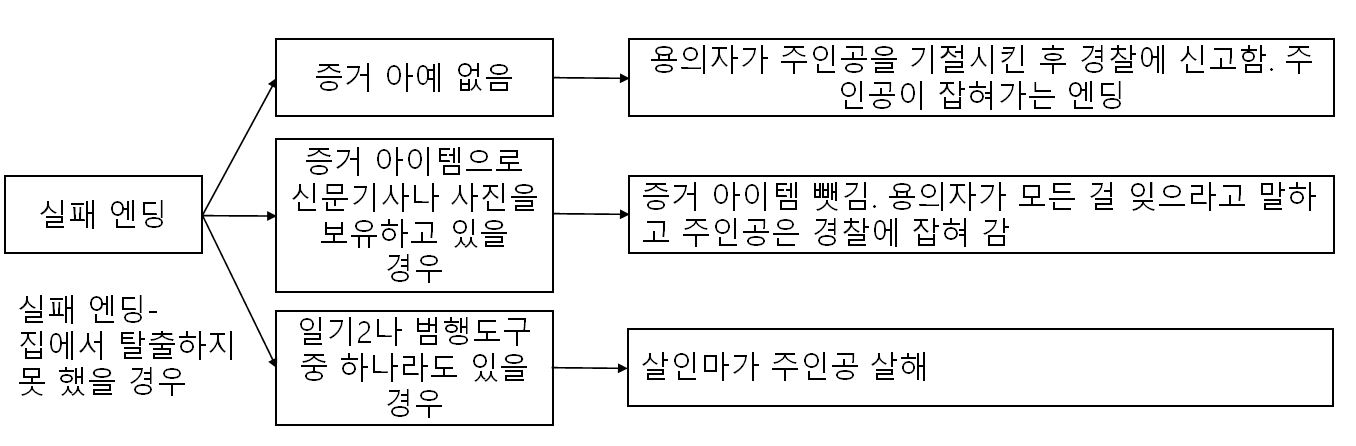 증거 아예 없음
용의자가 주인공을 기절시킨 후 경찰에 신고함. 주
인공이 잡혀가는 엔딩
실패 엔딩
증거 아이템으로
신문기사나 사진을
보유하고 있을
경우
증거 아이템 뺏김. 용의자가 모든 걸 잊으라고 말하
고 주인공은 경찰에 잡혀 감
실패 엔딩-
집에서 탈출하지
못 했을 경우
일기2나 범행도구
중 하나라도 있을
경우
살인마가 주인공 살해